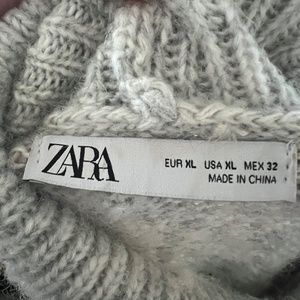 ZARA
EUR XL USA XL MEX 32
MADE IN CHINA